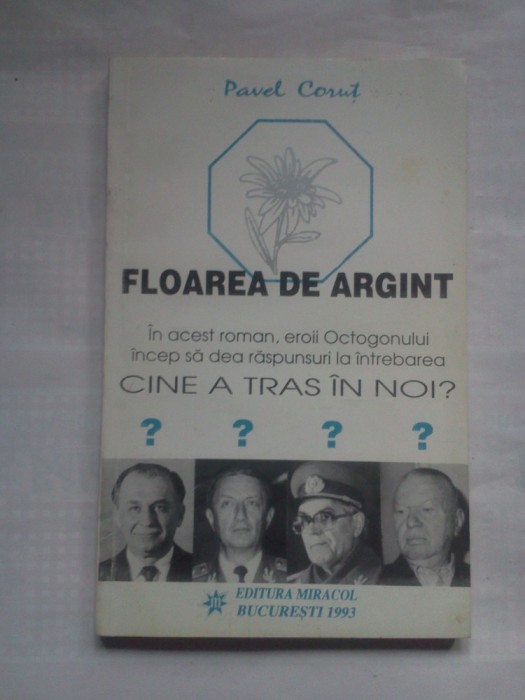 Pavel Coruț
FLOAREA DE ARGINT
În acest roman, eroii Octogonului
încep să dea răspunsuri la întrebarea
CINE A TRAS ÎN NOI?
? ? ? ?
EDITURA MIRACOL
BUCUREȘTI 1993